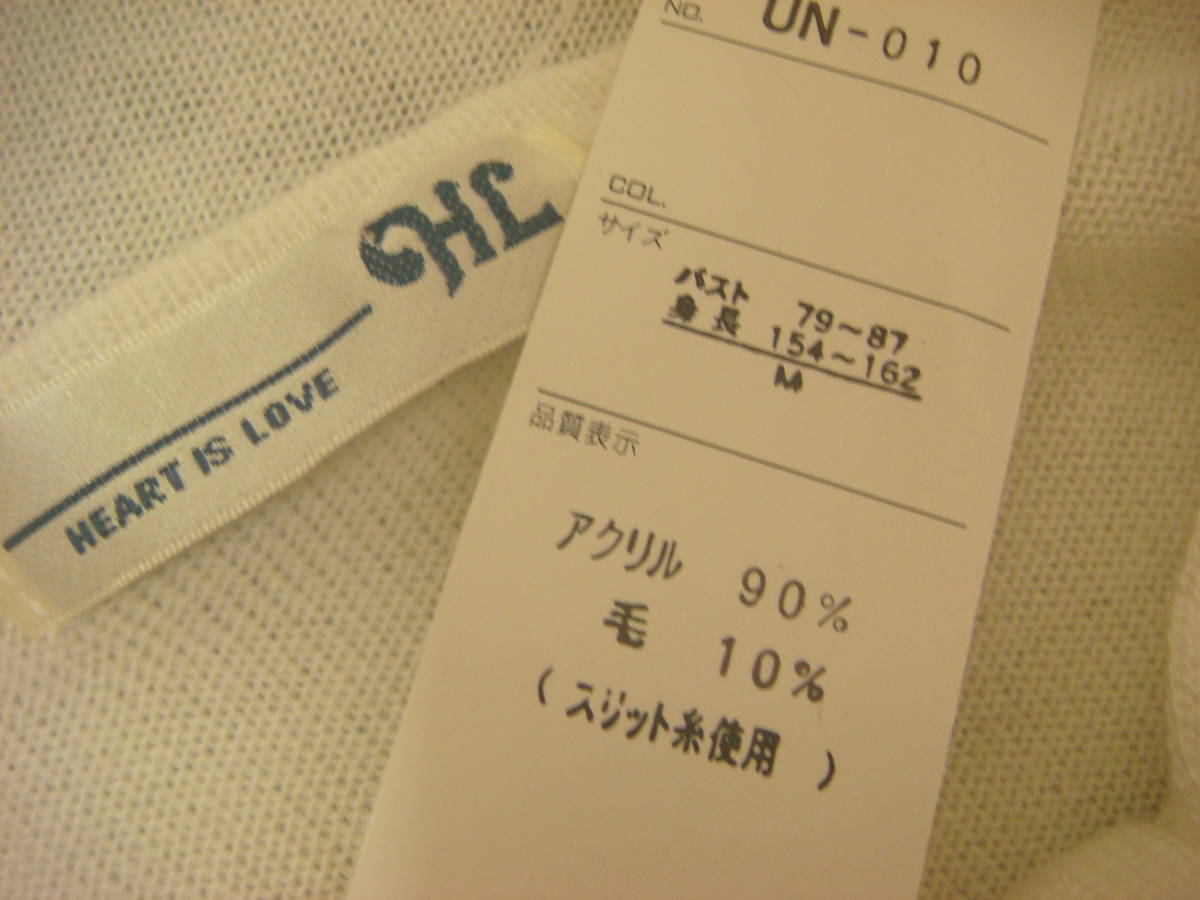 HL
HEART IS LOVE
NO. UN-010
COL.
サイズ
バスト 79~87
身長 154~162
M
品質表示
アクリル 90%
毛 10%
(スリット糸使用)